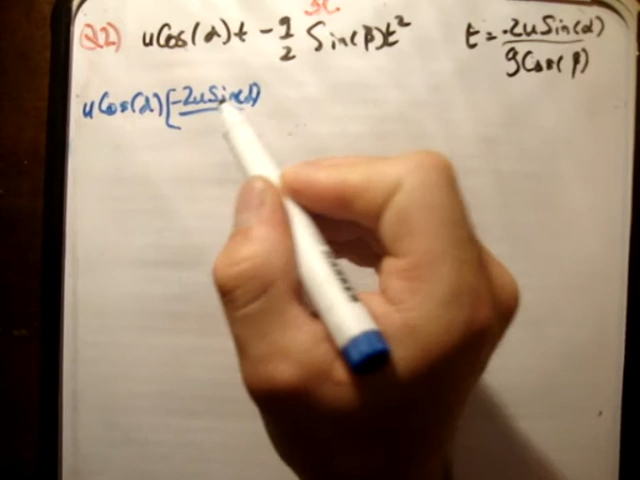 Q2) uCos(α)t - g/2 Sin(β)t² t = -2uSin(α)/gCos(β)
uCos(α)[-2uSin(α)